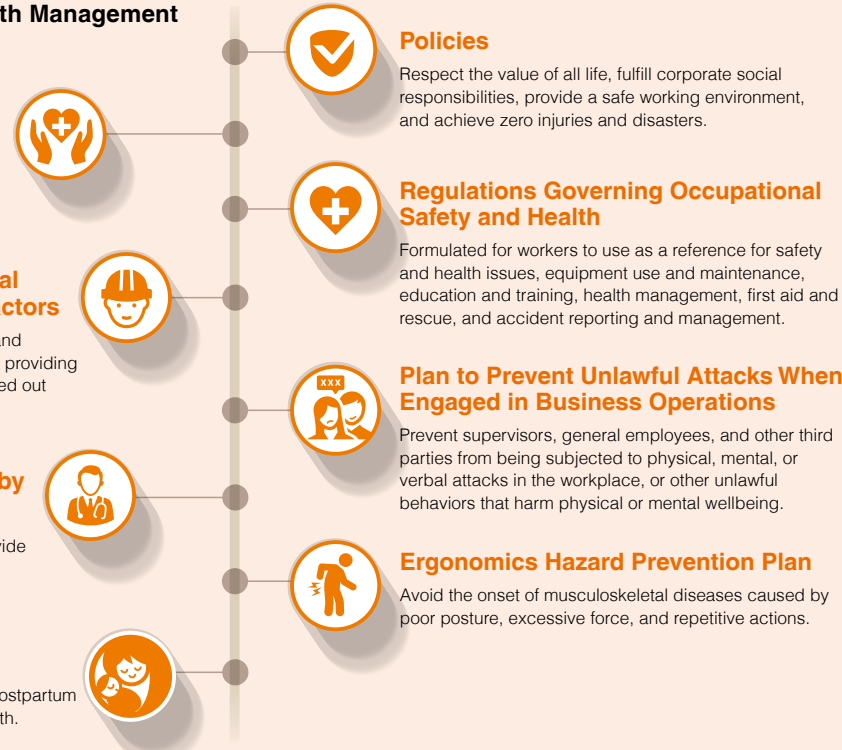 th Management
Policies
Respect the value of all life, fulfill corporate social
responsibilities, provide a safe working environment,
and achieve zero injuries and disasters.
Regulations Governing Occupational
Safety and Health
Formulated for workers to use as a reference for safety
and health issues, equipment use and maintenance,
education and training, health management, first aid and
rescue, and accident reporting and management.
al
actors
and
providing
ed out
XXX
Plan to Prevent Unlawful Attacks When
Engaged in Business Operations
Prevent supervisors, general employees, and other third
parties from being subjected to physical, mental, or
verbal attacks in the workplace, or other unlawful
behaviors that harm physical or mental wellbeing.
by
vide
Ergonomics Hazard Prevention Plan
Avoid the onset of musculoskeletal diseases caused by
poor posture, excessive force, and repetitive actions.
ostpartum
th.